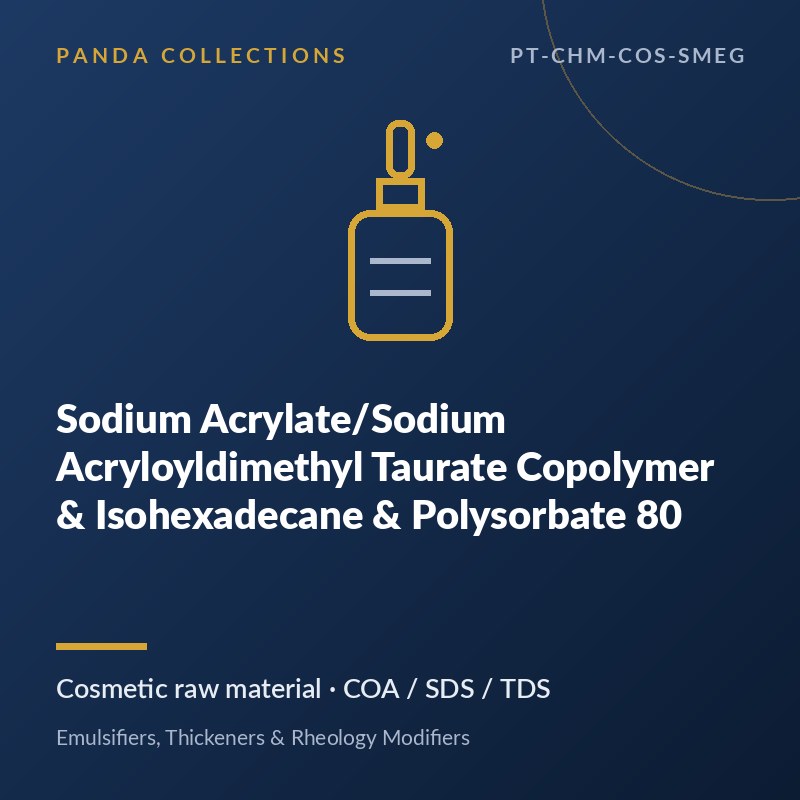 PANDA COLLECTIONS
PT-CHM-COS-SMEG
Sodium Acrylate/Sodium
Acryloyldimethyl Taurate Copolymer
& Isohexadecane & Polysorbate 80
Cosmetic raw material · COA / SDS / TDS
Emulsifiers, Thickeners & Rheology Modifiers